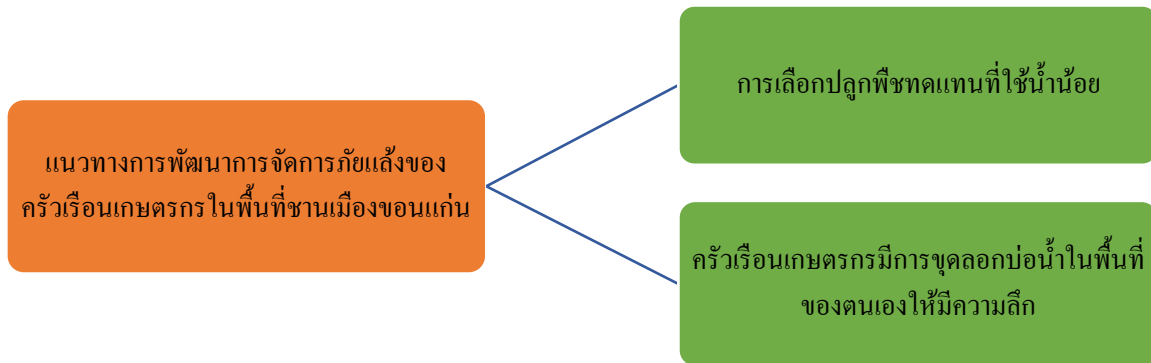 แนวทางการพัฒนาการจัดการภัยแล้งของ
ครัวเรือนเกษตรกรในพื้นที่ชานเมืองขอนแก่น
การเลือกปลูกพืชทดแทนที่ใช้น้ำน้อย
ครัวเรือนเกษตรกรมีการขุดลอกบ่อน้ำในพื้นที่
ของตนเองให้มีความลึก